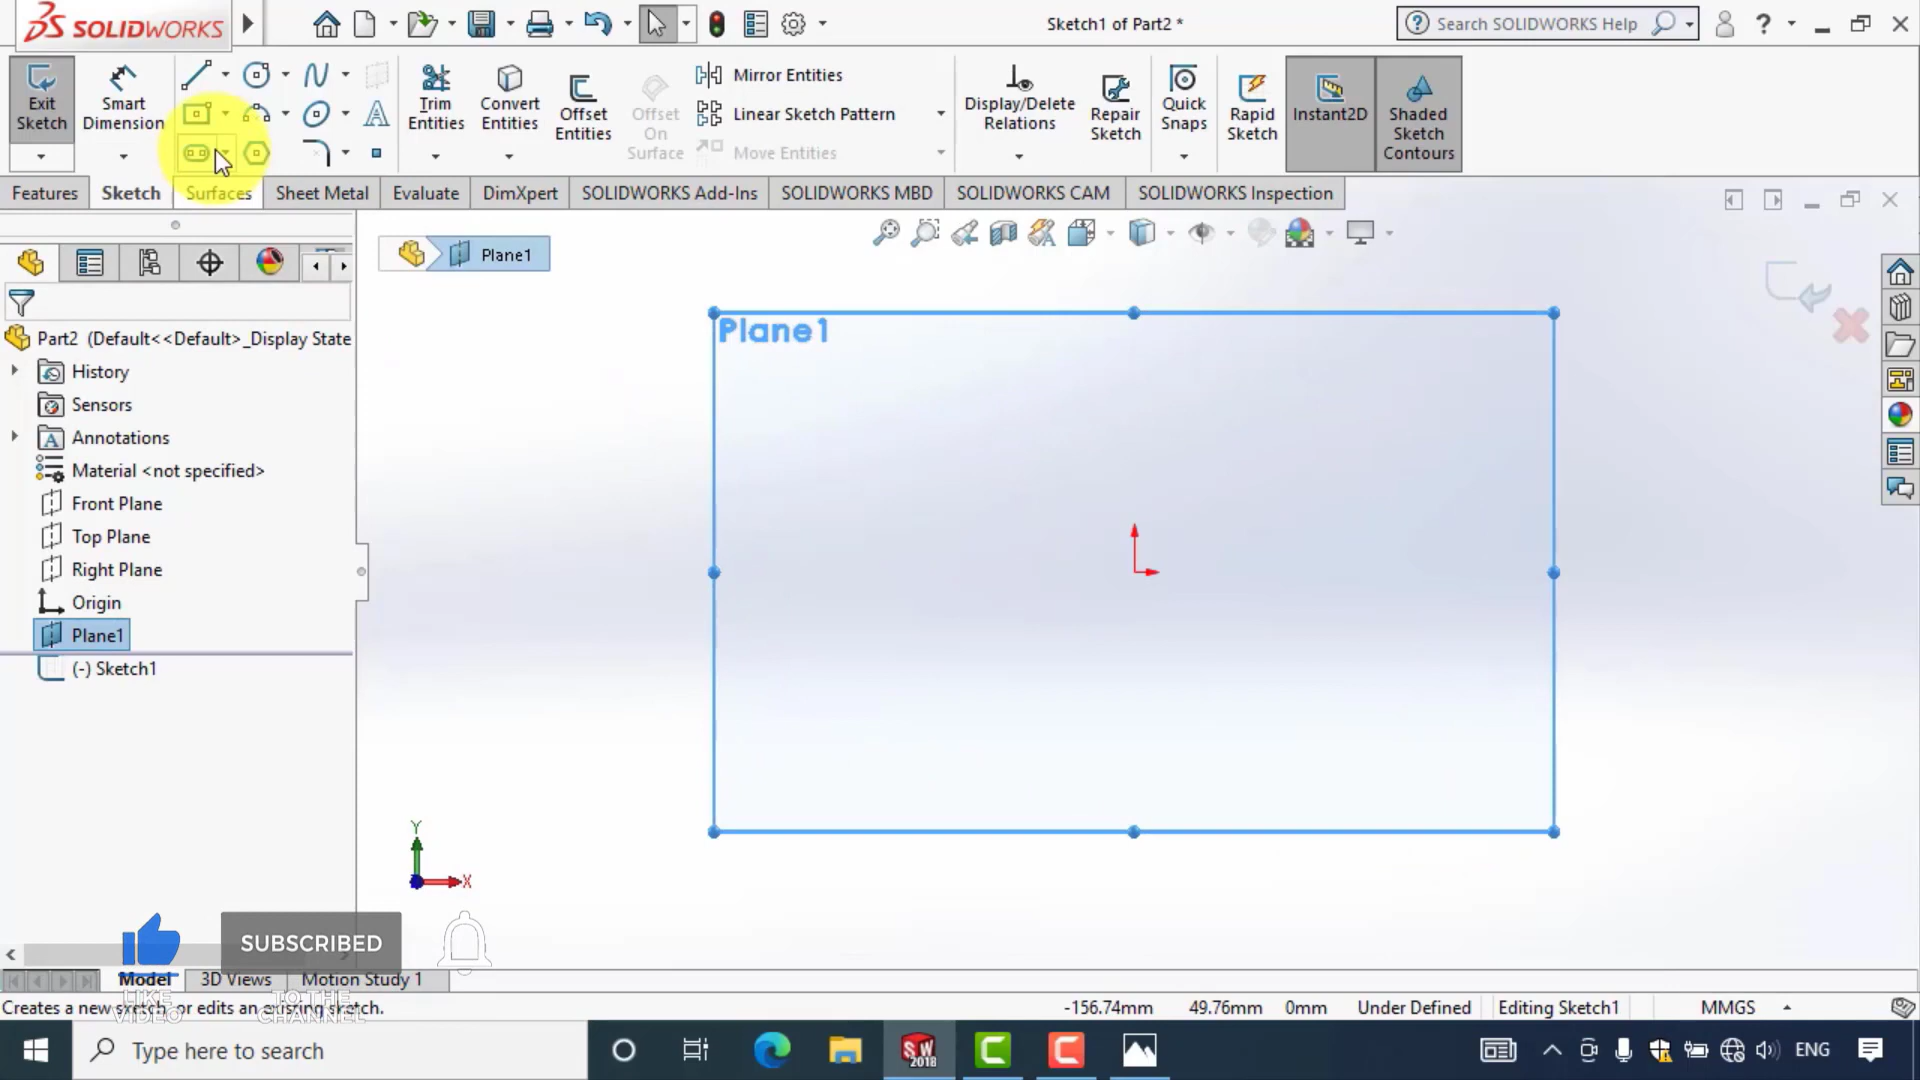 SOLIDWORKS
Sketch1 of Part2 *
Search SOLIDWORKS Help
Exit
Sketch
Smart
Dimension
Trim
Entities
Convert
Entities
Offset
Entities
Offset
On
Surface
Mirror Entities
Linear Sketch Pattern
Move Entities
Display/Delete
Relations
Repair
Sketch
Quick
Snaps
Rapid
Sketch
Instant2D
Shaded
Sketch
Contours
Features
Sketch
Surfaces
Sheet Metal
Evaluate
DimXpert
SOLIDWORKS Add-Ins
SOLIDWORKS MBD
SOLIDWORKS CAM
SOLIDWORKS Inspection
Plane1
Plane1
Part2 (Default<<Default>_Display State
History
Sensors
Annotations
Material <not specified>
Front Plane
Top Plane
Right Plane
Origin
Plane1
(-) Sketch1
Y
X
SUBSCRIBED
LIKE
VIDEO
TO THE
CHANNEL
Model
3D Views
Motion Study 1
Creates a new sketch, or edits an existing sketch.
-156.74mm
49.76mm
0mm
Under Defined
Editing Sketch1
MMGS
Type here to search
SW
2018
ENG